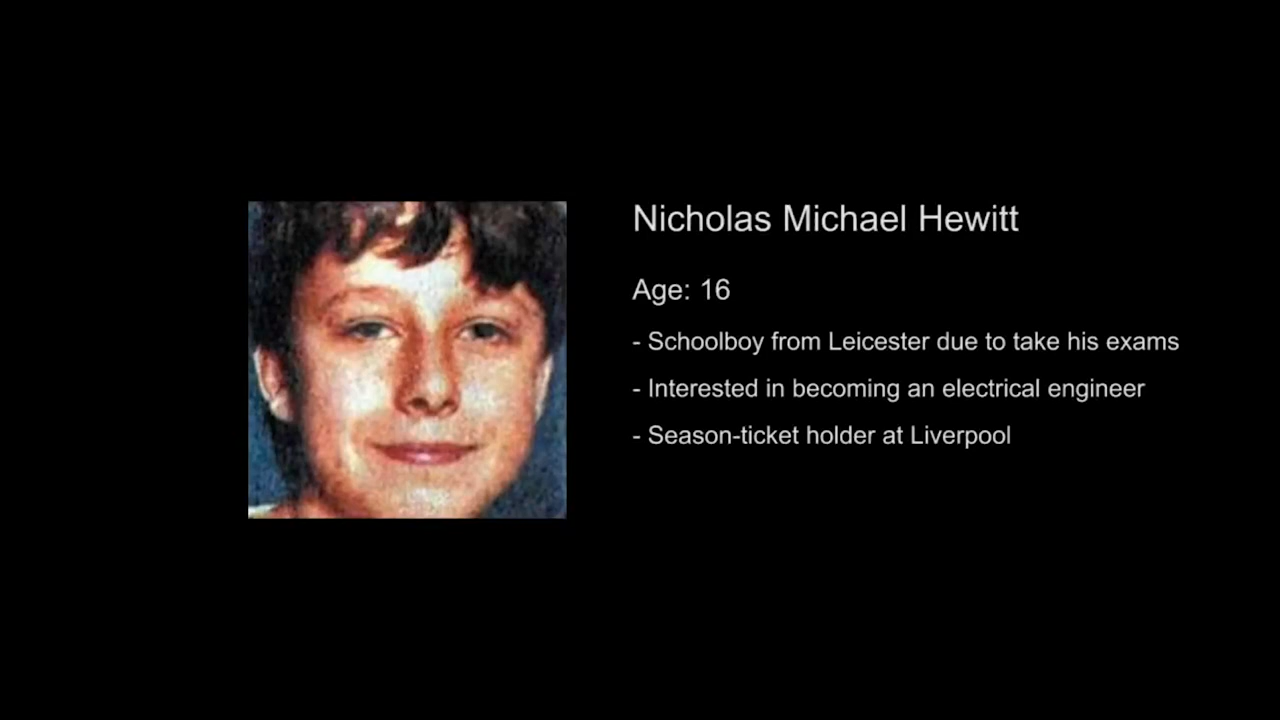 Nicholas Michael Hewitt
Age: 16
- Schoolboy from Leicester due to take his exams
- Interested in becoming an electrical engineer
- Season-ticket holder at Liverpool